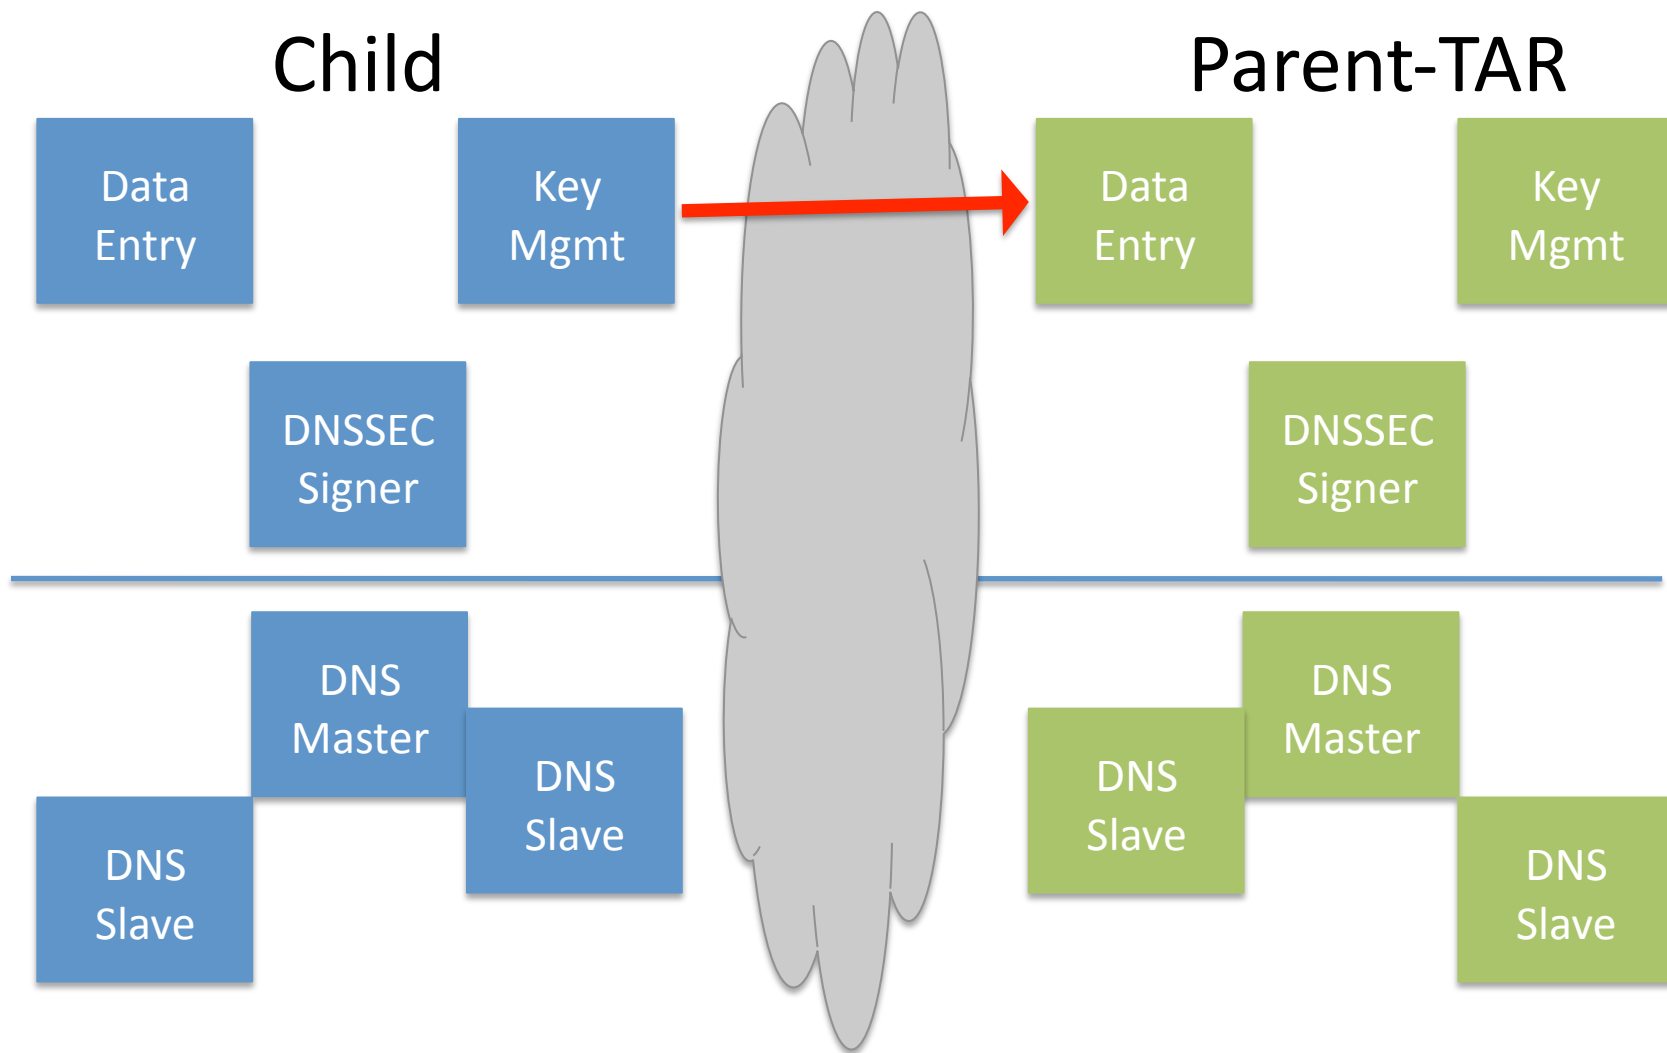 Child
Parent-TAR
Data
Entry
Key
Mgmt
Data
Entry
Key
Mgmt
DNSSEC
Signer
DNSSEC
Signer
DNS
Master
DNS
Slave
DNS
Slave
DNS
Master
DNS
Slave
DNS
Slave